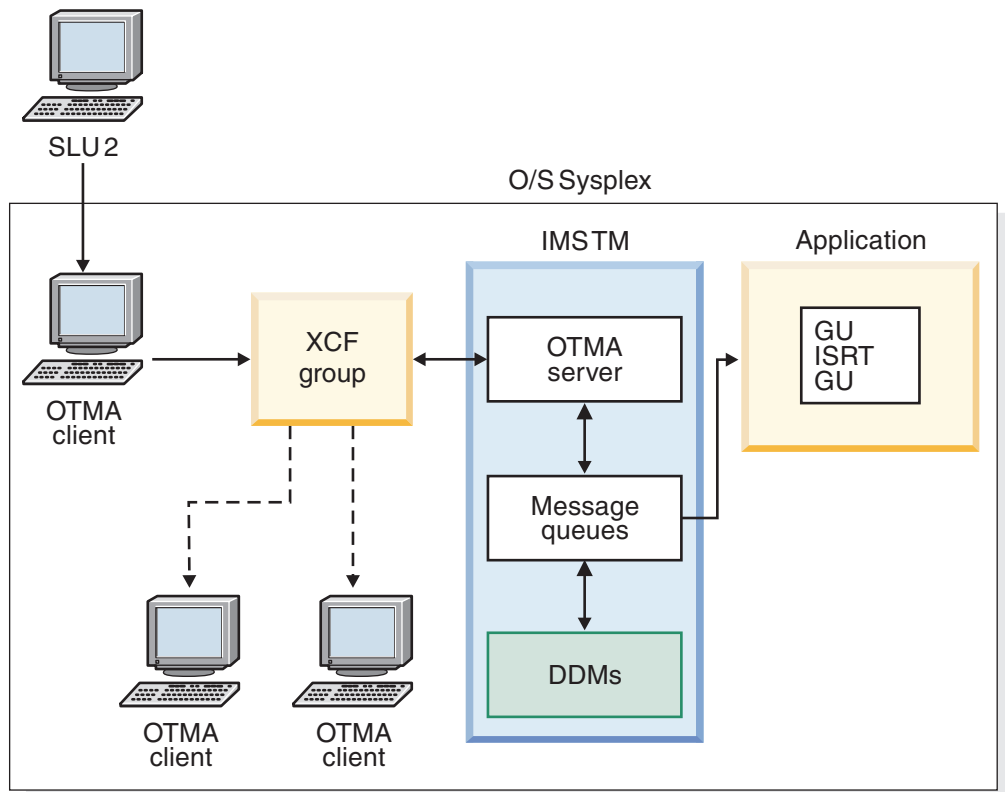 SLU 2
O/S Sysplex
IMS TM
Application
XCF
group
OTMA
server
GU
ISRT
GU
OTMA
client
Message
queues
DDMs
OTMA
client
OTMA
client